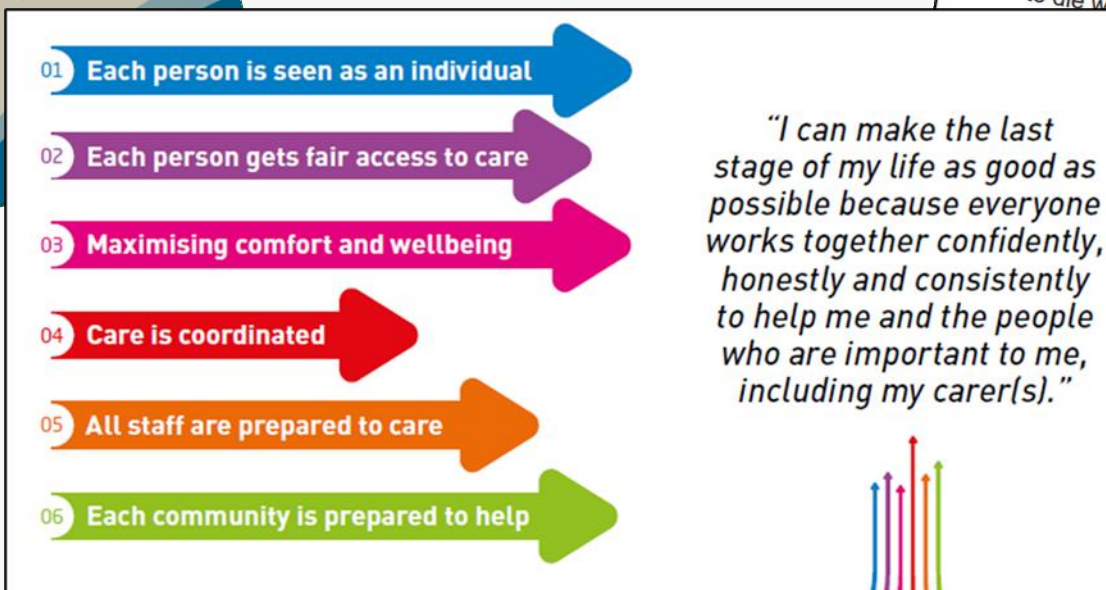 01 Each person is seen as an individual
02 Each person gets fair access to care
03 Maximising comfort and wellbeing
04 Care is coordinated
05 All staff are prepared to care
06 Each community is prepared to help
“I can make the last
stage of my life as good as
possible because everyone
works together confidently,
honestly and consistently
to help me and the people
who are important to me,
including my carer(s).”